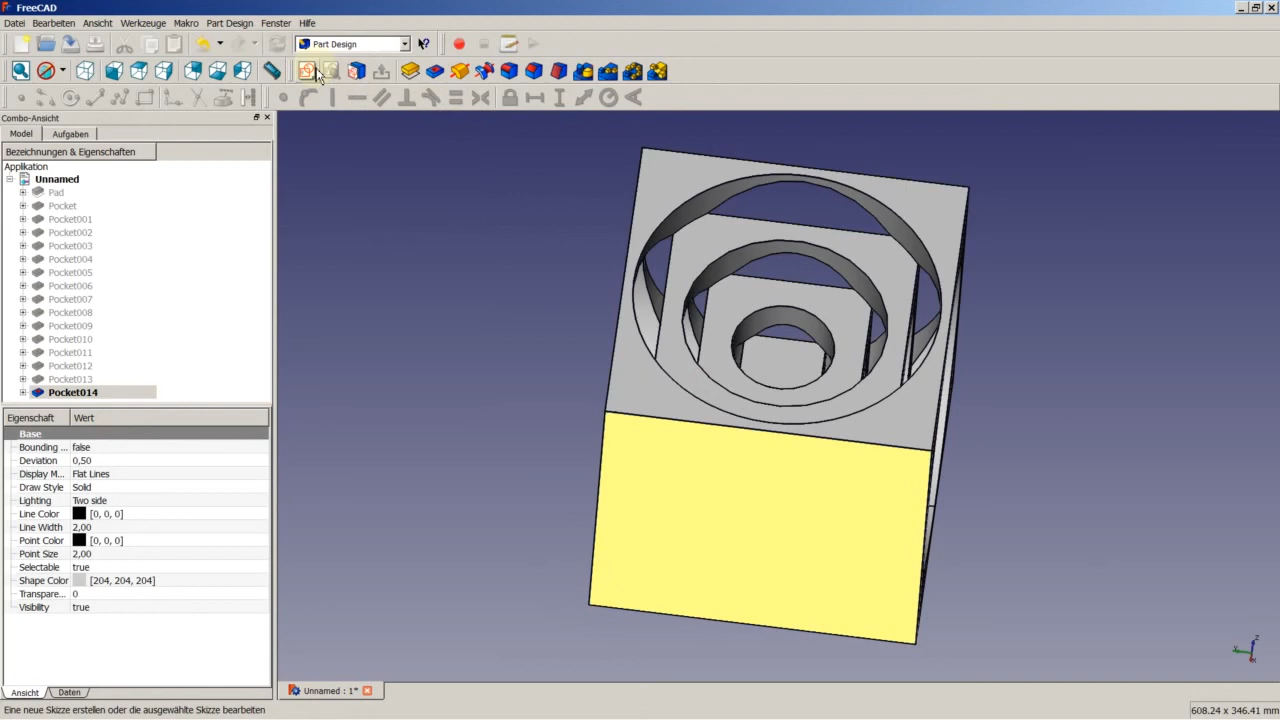 FreeCAD
Datei Bearbeiten Ansicht Werkzeuge Makro Part Design Fenster Hilfe
Part Design
Combo-Ansicht
Model Aufgaben
Bezeichnungen & Eigenschaften
Applikation
Unnamed
Pad
Pocket
Pocket001
Pocket002
Pocket003
Pocket004
Pocket005
Pocket006
Pocket007
Pocket008
Pocket009
Pocket010
Pocket011
Pocket012
Pocket013
Pocket014
Eigenschaft Wert
Base
Bounding ... false
Deviation 0,50
Display M... Flat Lines
Draw Style Solid
Lighting Two side
Line Color [0, 0, 0]
Line Width 2,00
Point Color [0, 0, 0]
Point Size 2,00
Selectable true
Shape Color [204, 204, 204]
Transpare... 0
Visibility true
Ansicht Daten
Unnamed : 1*
Eine neue Skizze erstellen oder die ausgewählte Skizze bearbeiten
608.24 x 346.41 mm